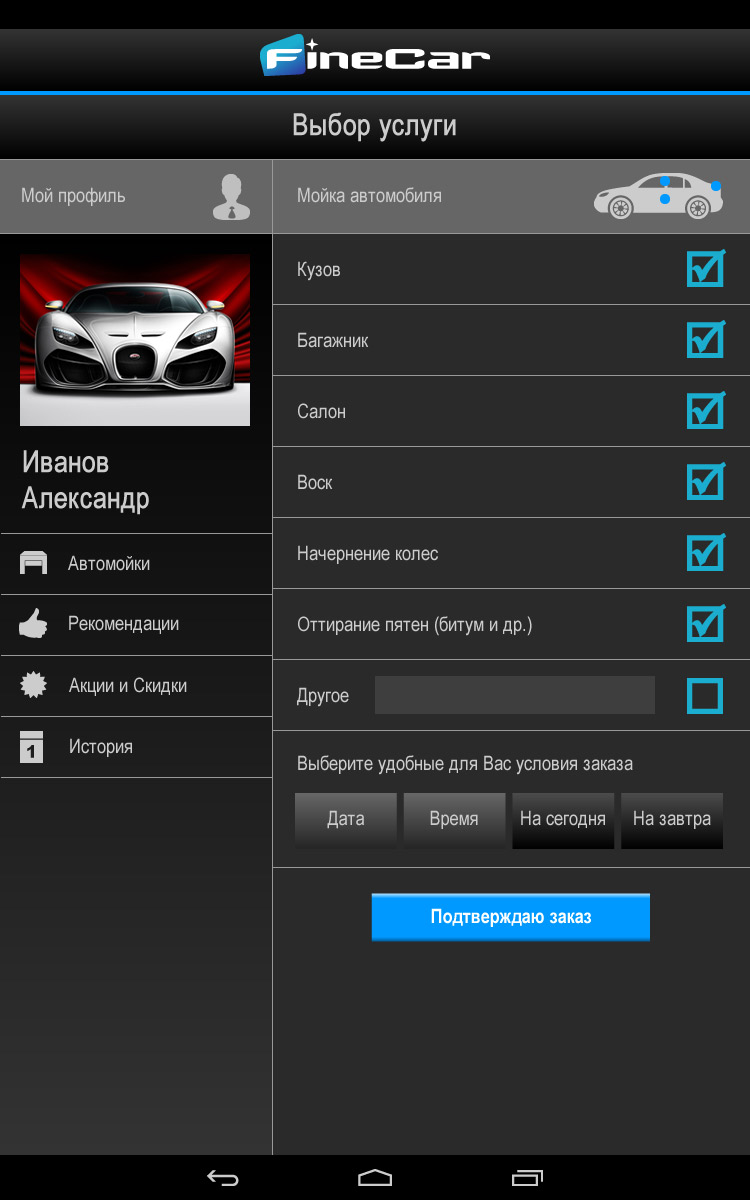 FineCar
Выбор услуги
Мой профиль
Мойка автомобиля
Иванов
Александр
Автомойки
Рекомендации
Акции и Скидки
1
История
Кузов
Багажник
Салон
Воск
Начернение колес
Оттирание пятен (битум и др.)
Другое
Выберите удобные для Вас условия заказа
Дата
Время
На сегодня
На завтра
Подтверждаю заказ